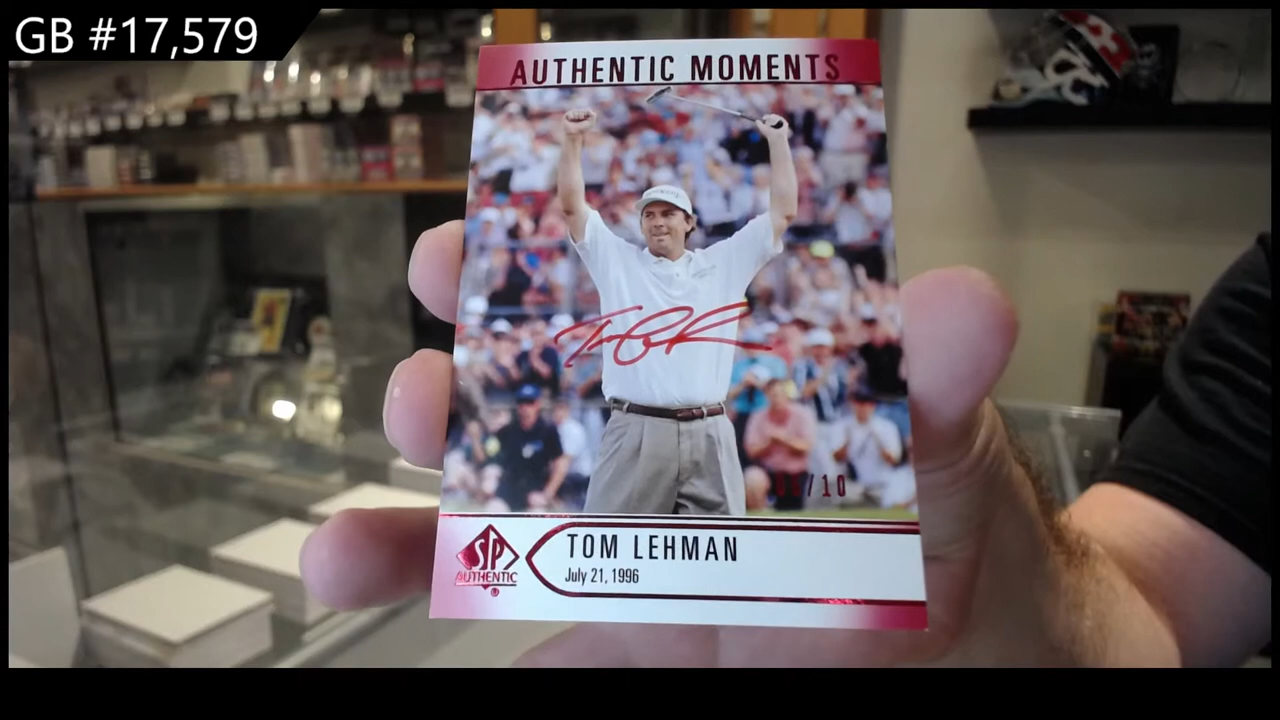 GB #17,579
AUTHENTIC MOMENTS
/10
SP
AUTHENTIC
TOM LEHMAN
July 21, 1996